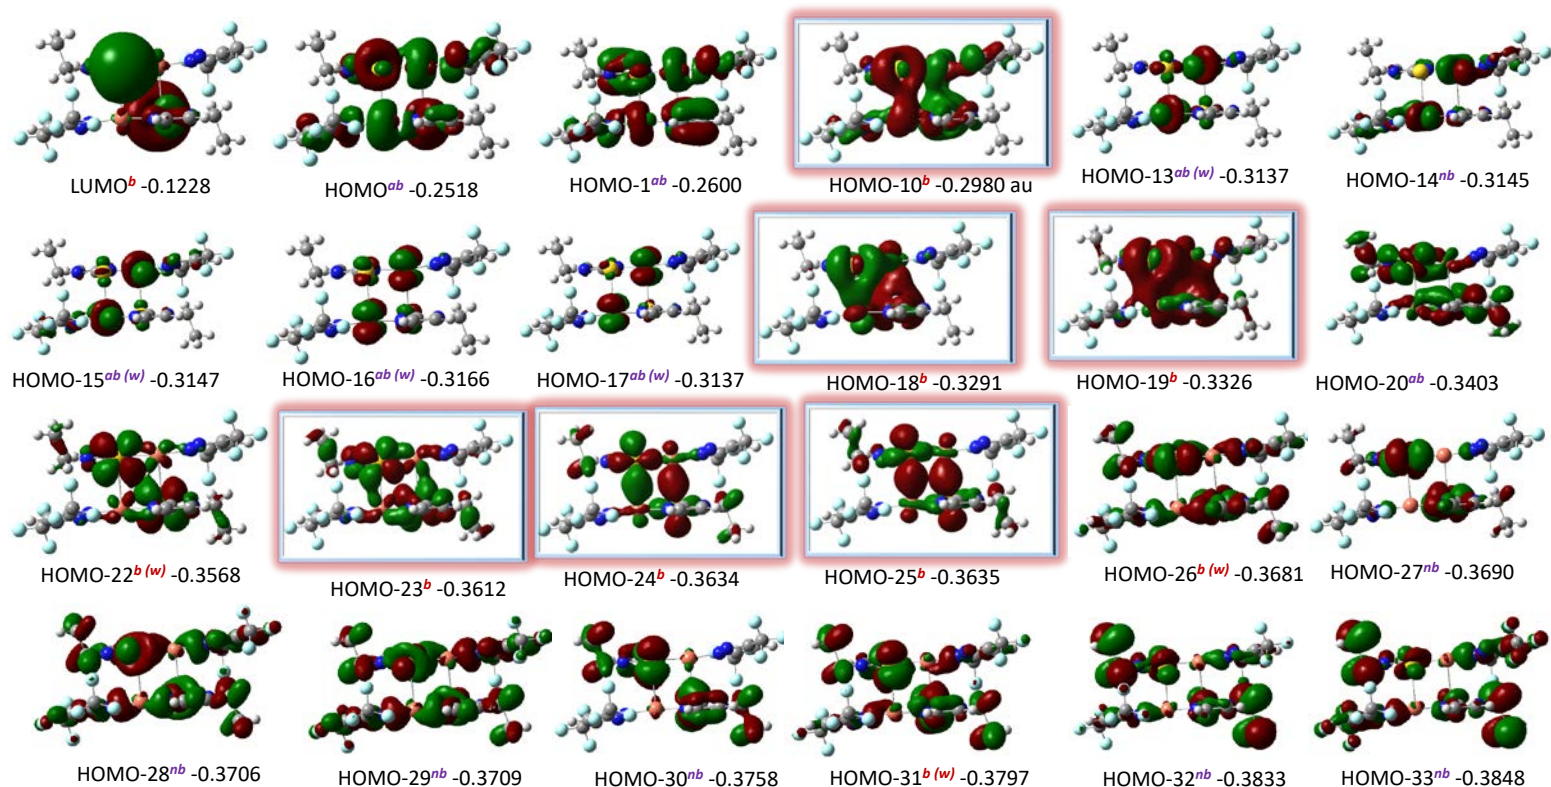 LUMOb -0.1228
HOMOab -0.2518
HOMO-1ab -0.2600
HOMO-10b -0.2980 au
HOMO-13ab (w) -0.3137
HOMO-14nb -0.3145
HOMO-15ab (w) -0.3147
HOMO-16ab (w) -0.3166
HOMO-17ab (w) -0.3137
HOMO-18b -0.3291
HOMO-19b -0.3326
HOMO-20ab -0.3403
HOMO-22b (w) -0.3568
HOMO-23b -0.3612
HOMO-24b -0.3634
HOMO-25b -0.3635
HOMO-26b (w) -0.3681
HOMO-27nb -0.3690
HOMO-28nb -0.3706
HOMO-29nb -0.3709
HOMO-30nb -0.3758
HOMO-31b (w) -0.3797
HOMO-32nb -0.3833
HOMO-33nb -0.3848